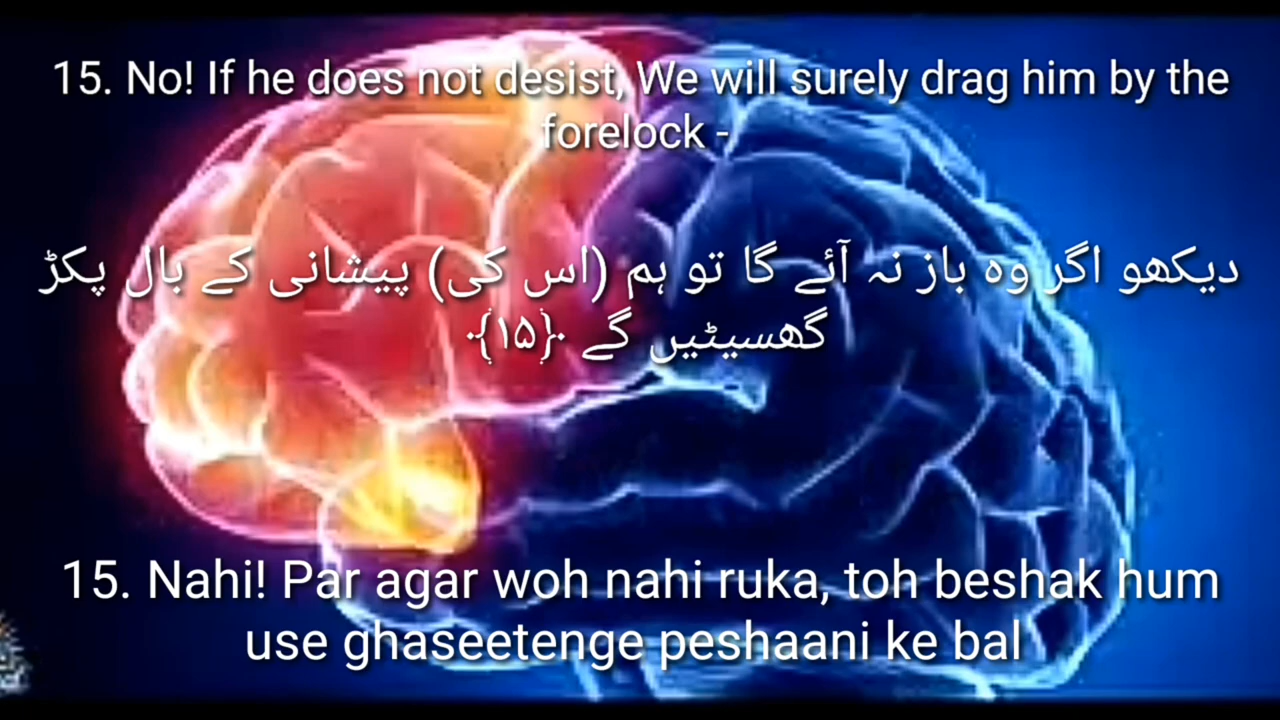 15. No! If he does not desist, We will surely drag him by the
forelock -
دیکھو اگر وہ باز نہ آئے گا تو ہم (اس کی) پیشانی کے بال پکڑ
گھسیٹیں گے ﴿۱۵﴾
15. Nahi! Par agar woh nahi ruka, toh beshak hum
use ghaseetenge peshaani ke bal